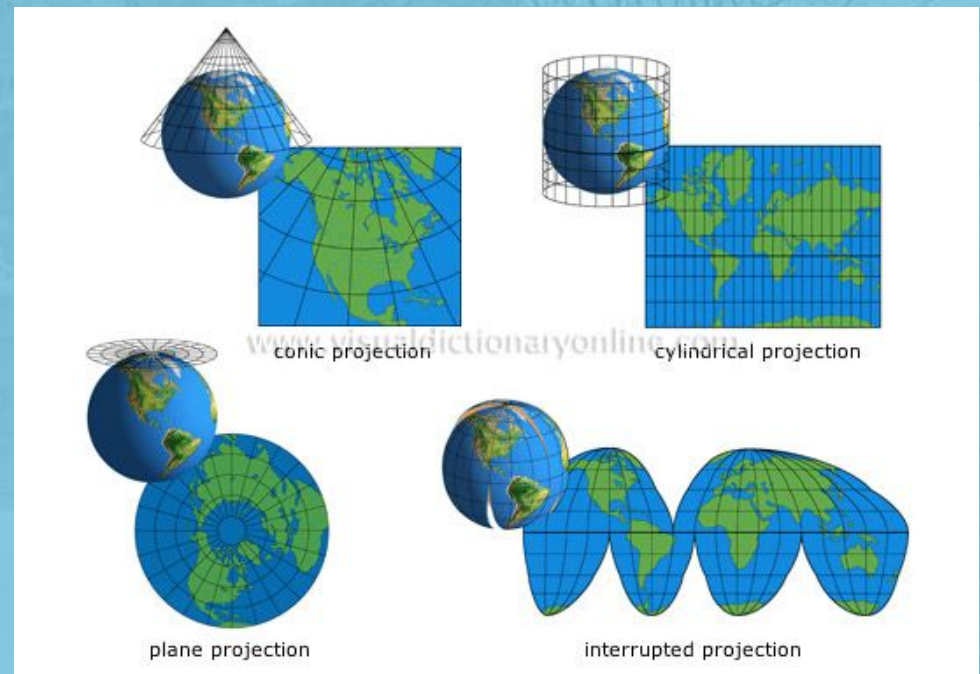 conic projection
www.visualdictionaryonline.com
cylindrical projection
plane projection
interrupted projection